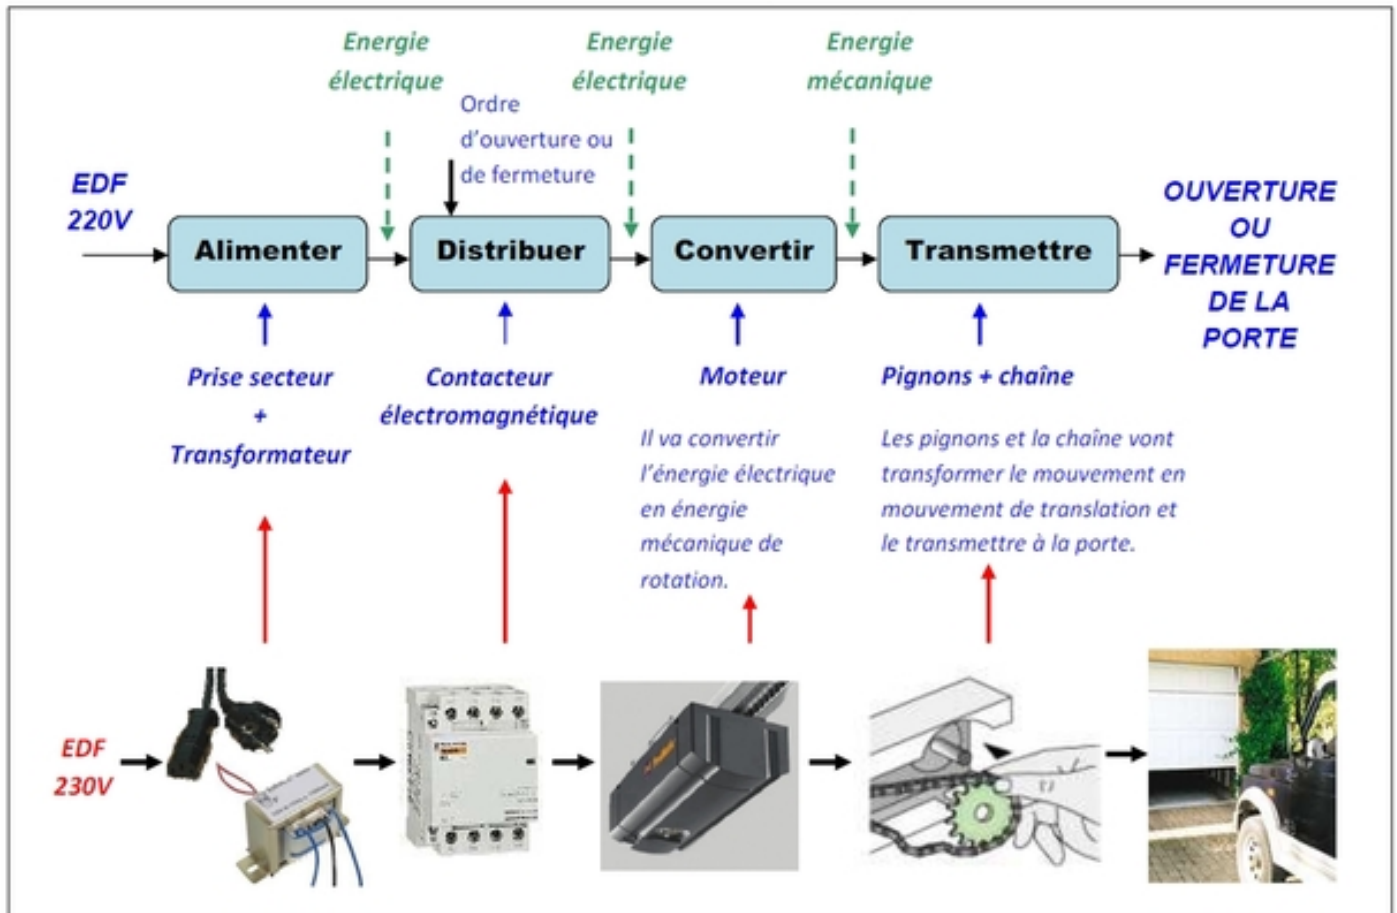 Energie
électrique
Energie
électrique
Energie
mécanique
Ordre
d'ouverture ou
de fermeture
EDF
220V
Alimenter
Distribuer
Convertir
Transmettre
OUVERTURE
OU
FERMETURE
DE LA
PORTE
Prise secteur
+
Transformateur
Contacteur
électromagnétique
Moteur
Il va convertir
l'énergie électrique
en énergie
mécanique de
rotation.
Pignons + chaîne
Les pignons et la chaîne vont
transformer le mouvement en
mouvement de translation et
le transmettre à la porte.
EDF
230V